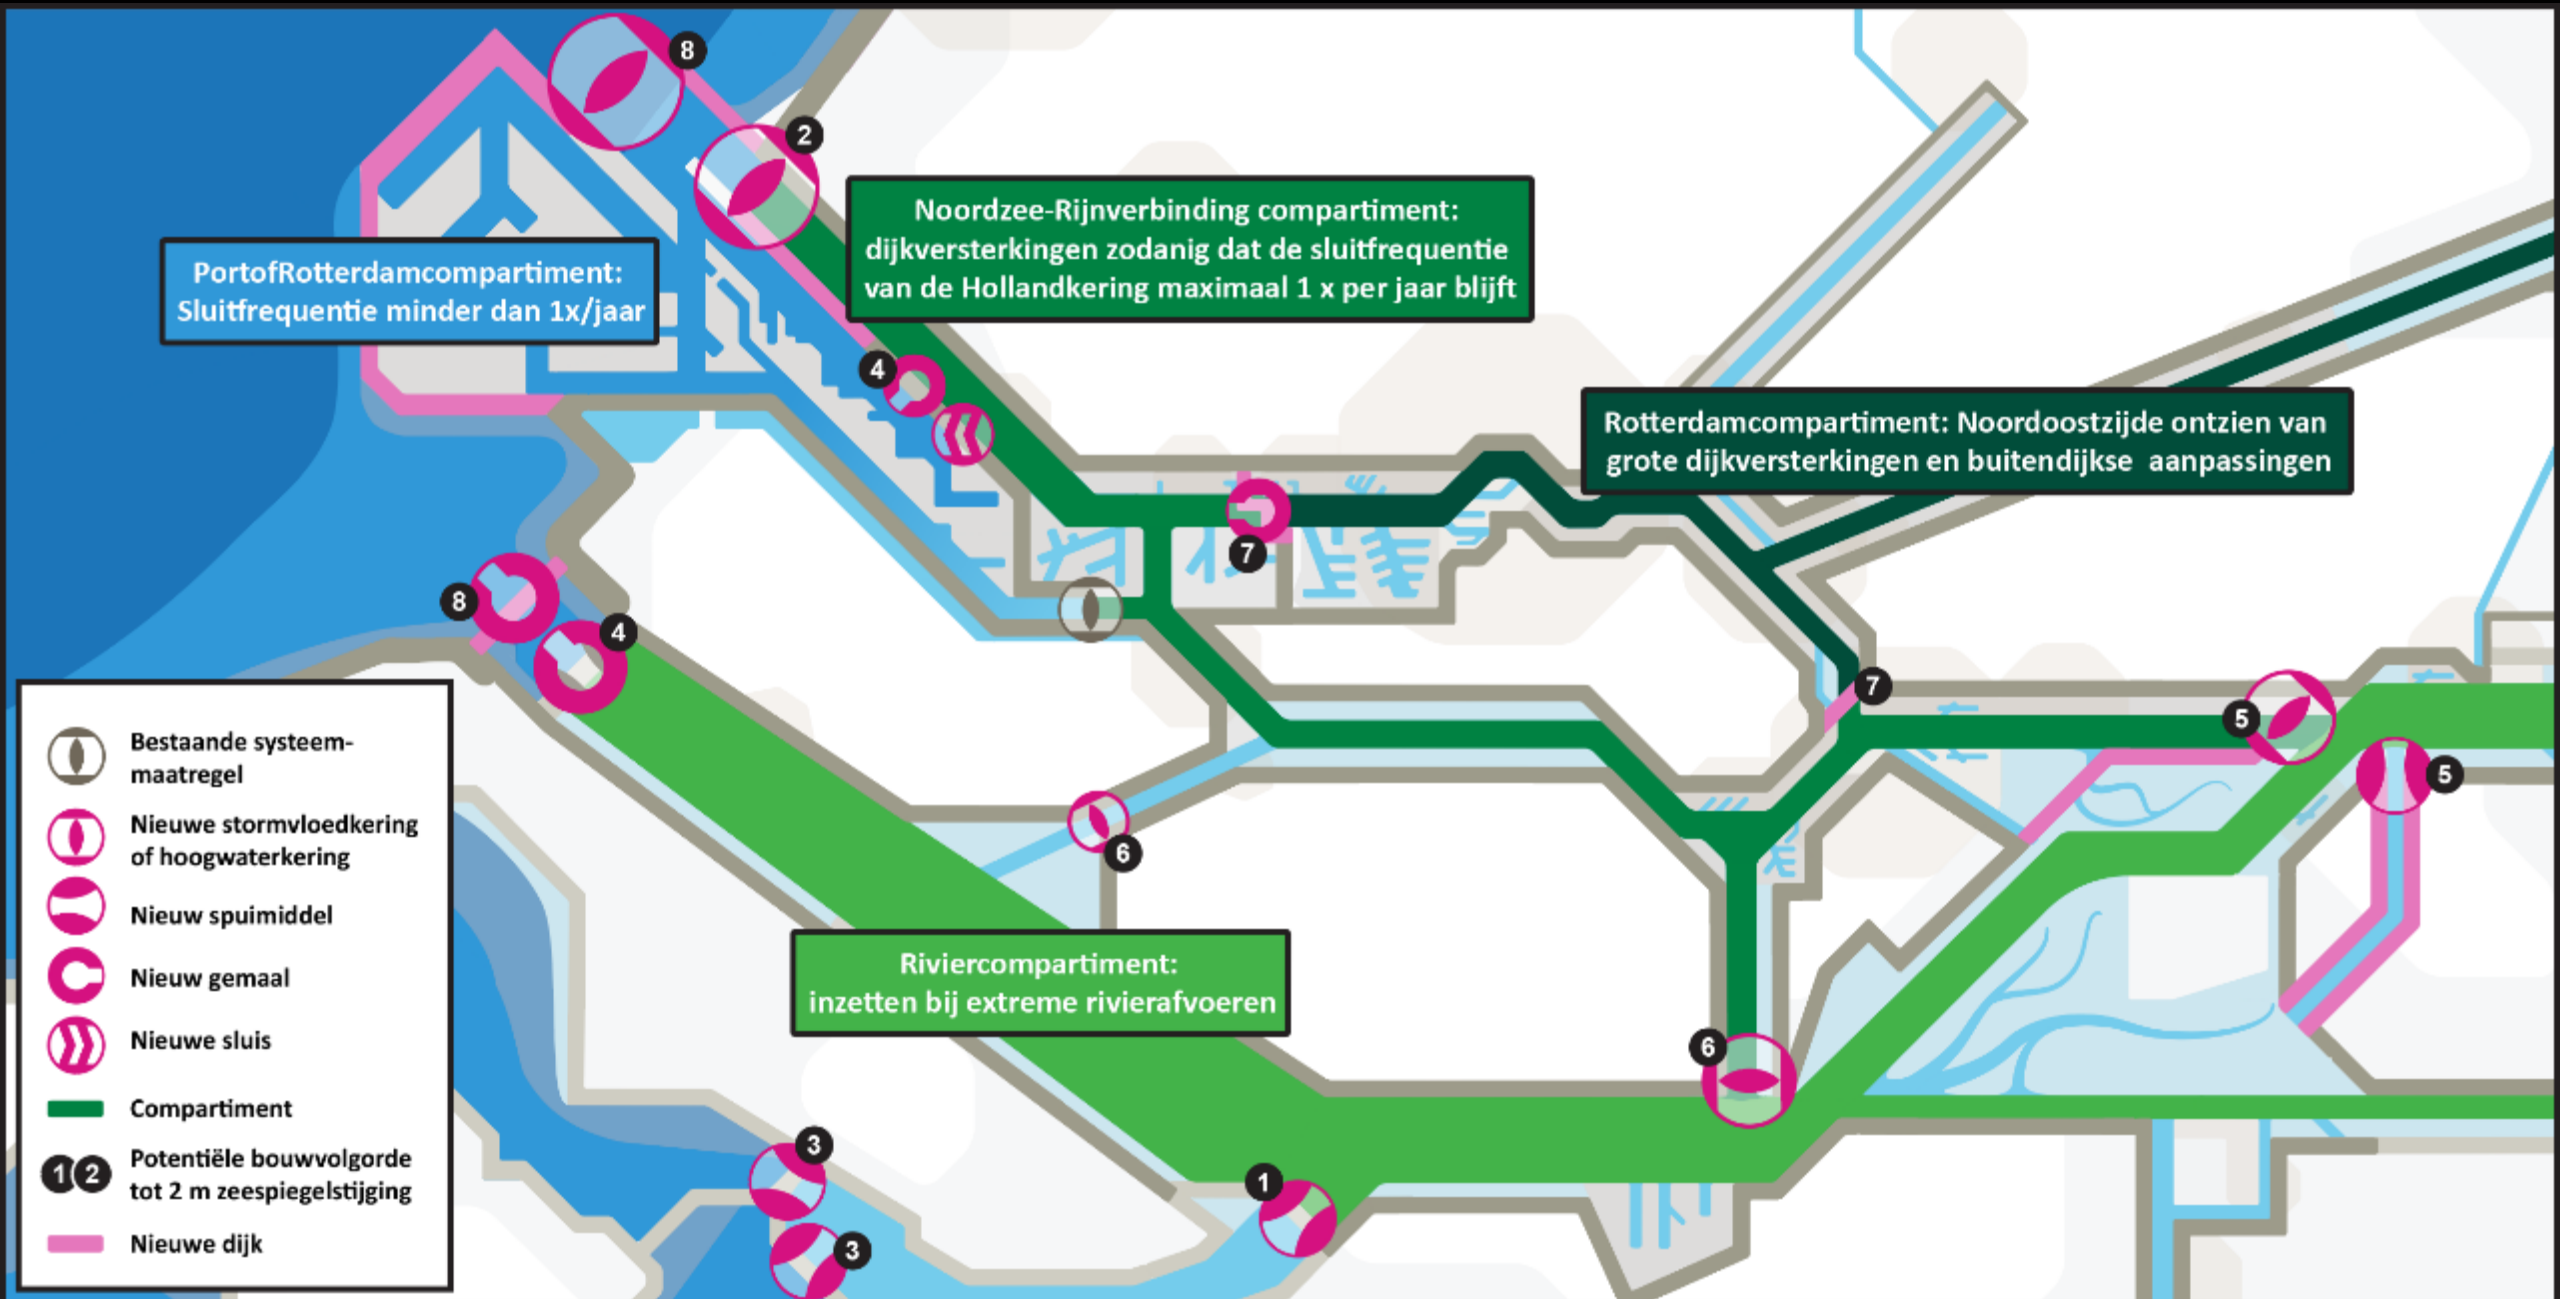 8
2
Noordzee-Rijnverbinding compartiment:
dijkversterkingen zodanig dat de sluitfrequentie
van de Hollandkering maximaal 1 x per jaar blijft
PortofRotterdamcompartiment:
Sluitfrequentie minder dan 1x/jaar
4
Rotterdamcompartiment: Noordoostzijde ontzien van
grote dijkversterkingen en buitendijkse aanpassingen
7
8
4
7
5
5
6
Riviercompartiment:
inzetten bij extreme rivierafvoeren
6
3
1
3
Bestaande systeem-
maatregel
Nieuwe stormvloedkering
of hoogwaterkering
Nieuw spuimiddel
Nieuw gemaal
Nieuwe sluis
Compartiment
1 2 Potentiële bouwvolgorde
tot 2 m zeespiegelstijging
Nieuwe dijk